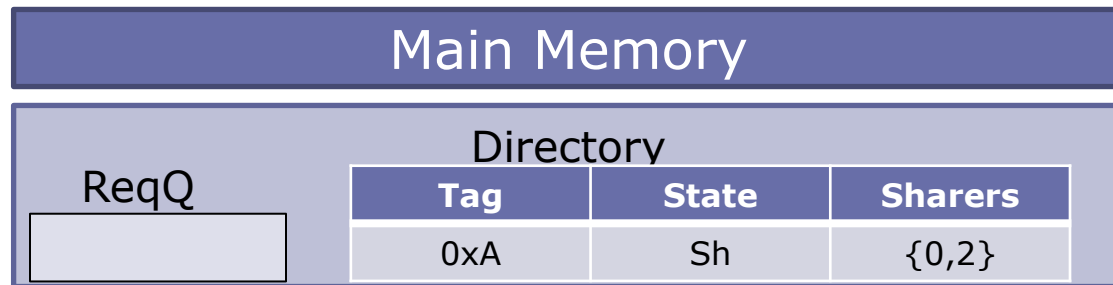 Main Memory
Directory
ReqQ
Tag State Sharers
0xA Sh {0,2}